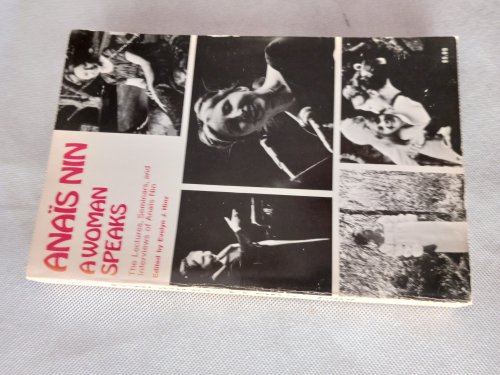 ANAÏS NIN
A WOMAN
SPEAKS
The Lectures, Seminars, and
Interviews of Anaïs Nin
Edited by Evelyn J. Hinz